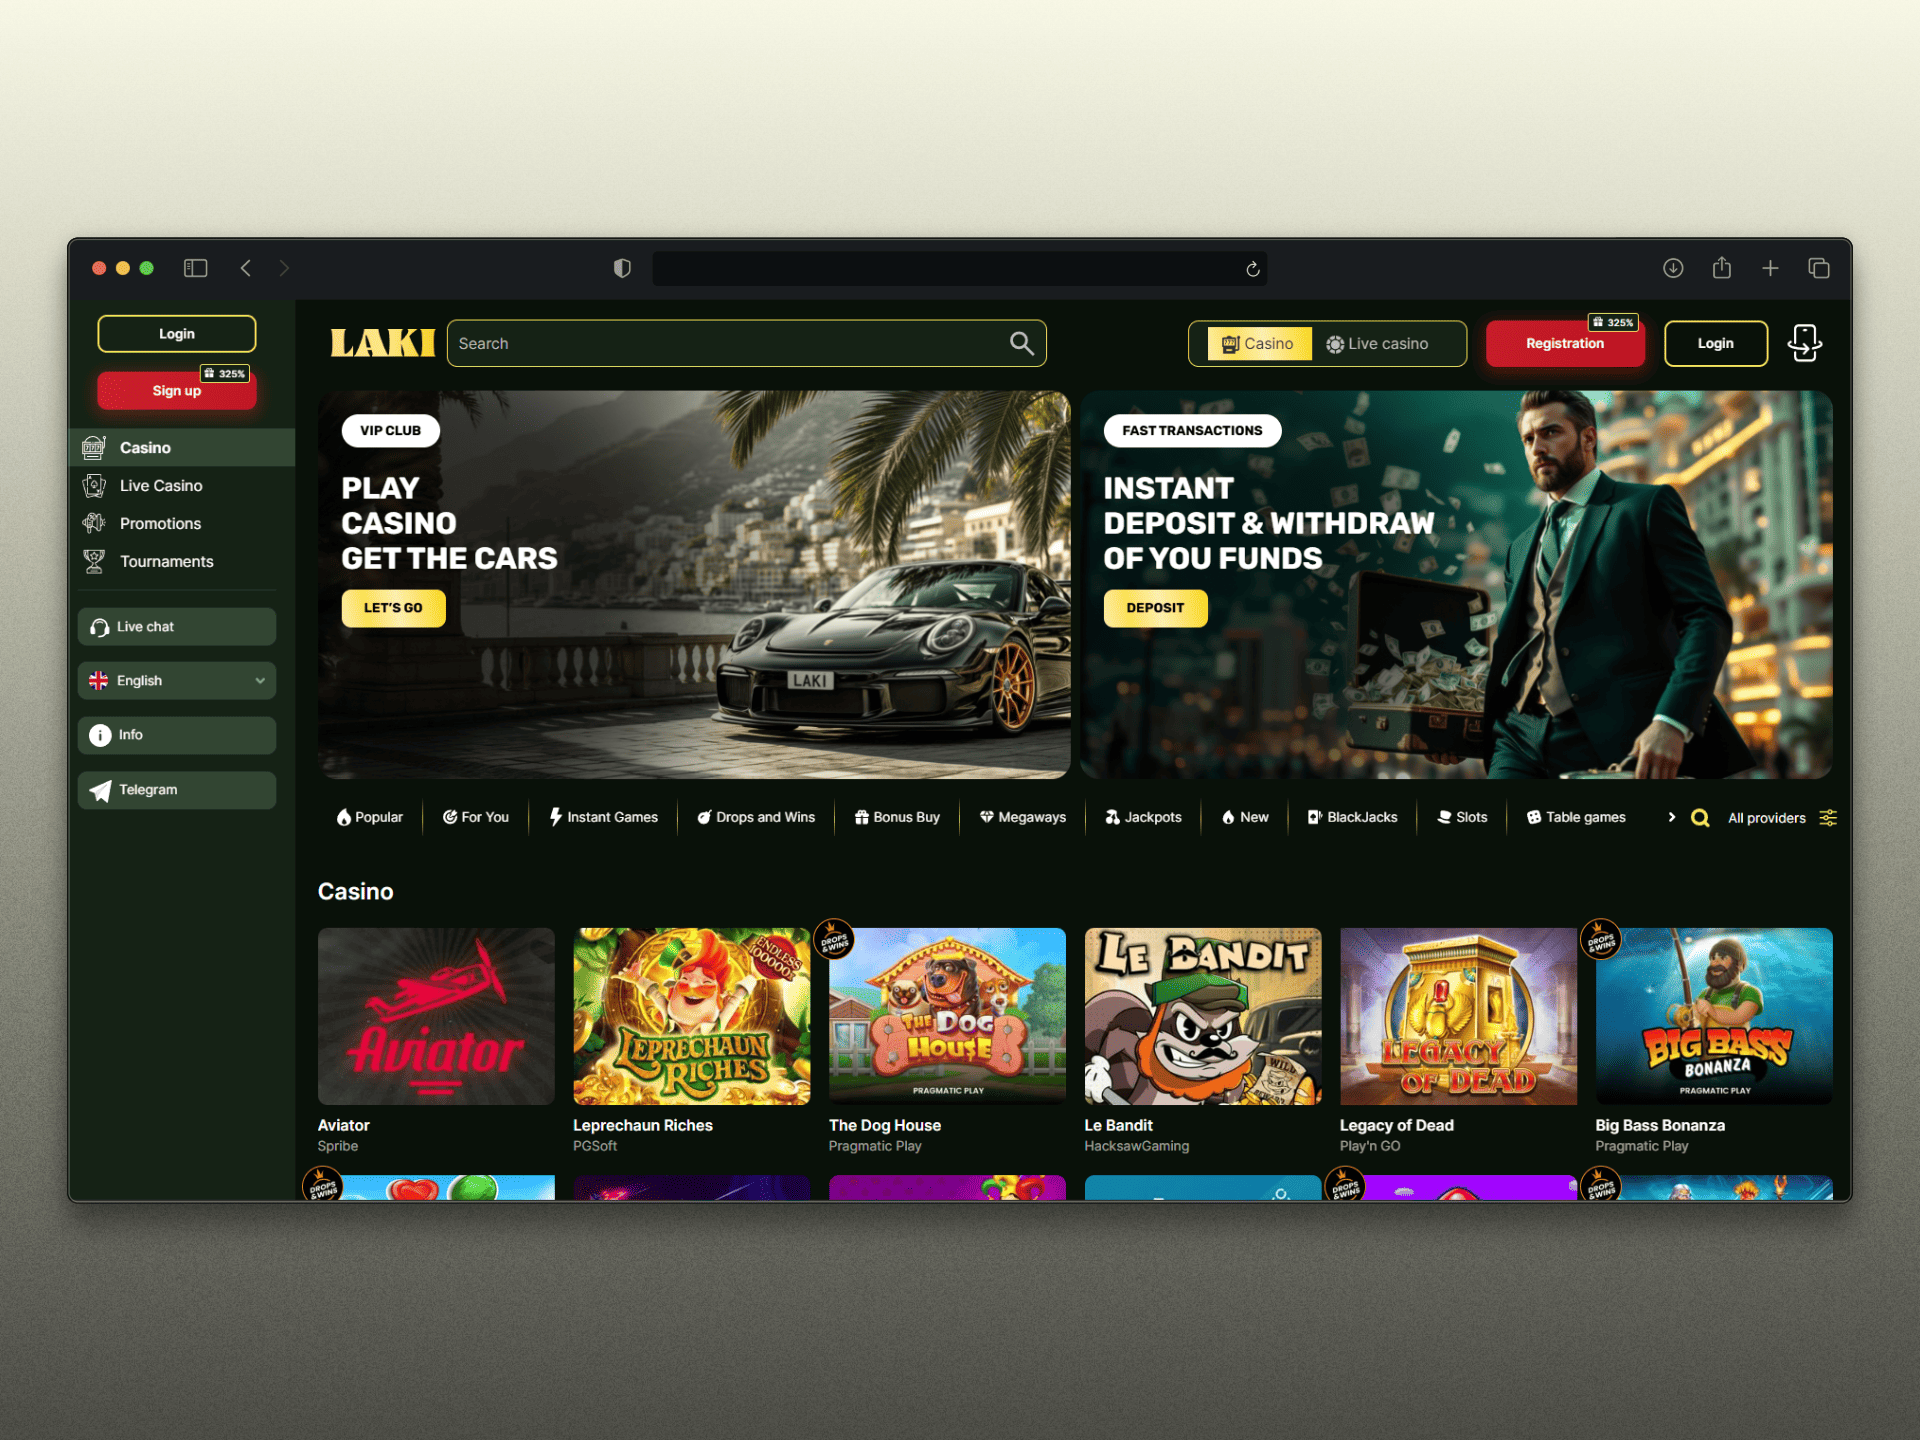 Login
325%
Sign up
Casino
Live Casino
Promotions
Tournaments
Live chat
English
Info
Telegram
LAKI
Search
Casino
Live casino
325%
Registration
Login
VIP CLUB
PLAY
CASINO
GET THE CARS
LET'S GO
LAKI
FAST TRANSACTIONS
INSTANT
DEPOSIT & WITHDRAW
OF YOU FUNDS
DEPOSIT
Popular
For You
Instant Games
Drops and Wins
Bonus Buy
Megaways
Jackpots
New
BlackJacks
Slots
Table games
All providers
Casino
Aviator
Aviator
Spribe
ENDLESS
100000x
LEPRECHAUN
RICHES
Leprechaun Riches
PGSoft
DROPS
& WINS
THE DOG
HOU$E
PRAGMATIC PLAY
The Dog House
Pragmatic Play
LE BANDIT
WILD
Le Bandit
HacksawGaming
LEGACY
OF DEAD
Legacy of Dead
Play'n GO
DROPS
& WINS
BIG BASS
BONANZA
PRAGMATIC PLAY
Big Bass Bonanza
Pragmatic Play
DROPS
& WINS
DROPS
& WINS
DROPS
& WINS